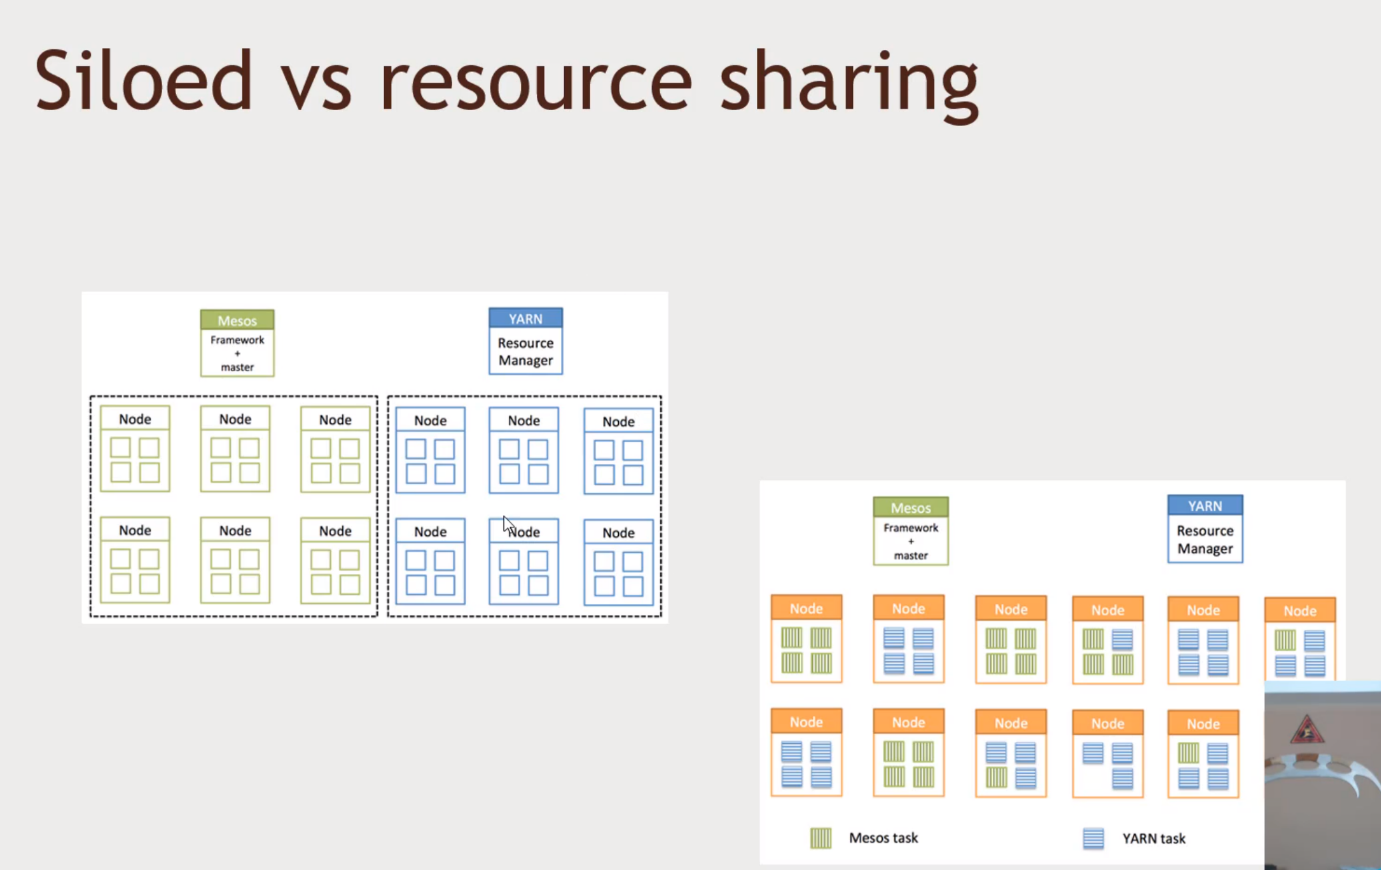 Siloed vs resource sharing
Mesos
Framework
+
master
YARN
Resource
Manager
Node Node Node Node Node Node
Node Node Node Node Node Node
Mesos
Framework
+
master
YARN
Resource
Manager
Node Node Node Node Node Node
Node Node Node Node Node
Mesos task YARN task